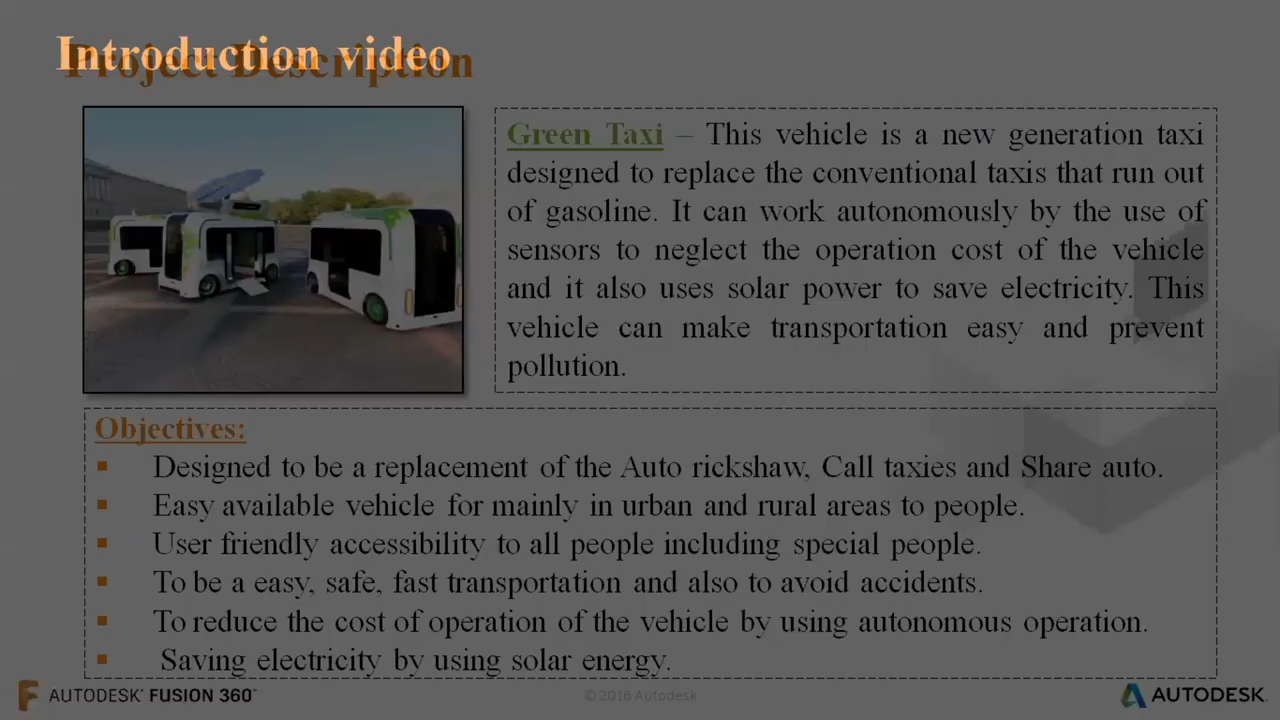 Introduction video
Project Description
Green Taxi – This vehicle is a new generation taxi
designed to replace the conventional taxis that run out
of gasoline. It can work autonomously by the use of
sensors to neglect the operation cost of the vehicle
and it also uses solar power to save electricity. This
vehicle can make transportation easy and prevent
pollution.
Objectives:
▪ Designed to be a replacement of the Auto rickshaw, Call taxies and Share auto.
▪ Easy available vehicle for mainly in urban and rural areas to people.
▪ User friendly accessibility to all people including special people.
▪ To be a easy, safe, fast transportation and also to avoid accidents.
▪ To reduce the cost of operation of the vehicle by using autonomous operation.
▪ Saving electricity by using solar energy.
AUTODESK® FUSION 360™
© 2016 Autodesk
AUTODESK.